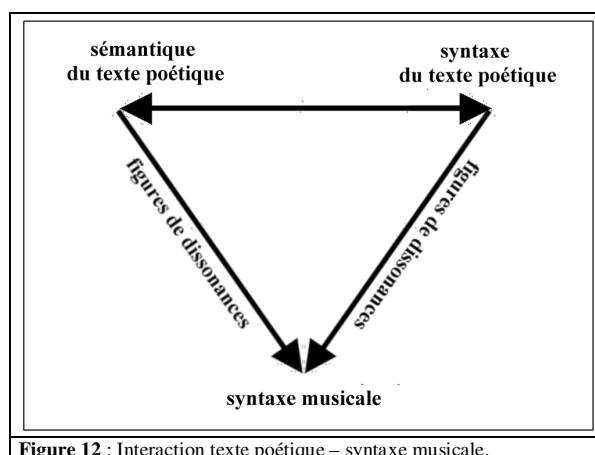 sémantique
du texte poétique
syntaxe
du texte poétique
figures de dissonances
figures de dissonances
syntaxe musicale
Figure 12 : Interaction texte poétique – syntaxe musicale.